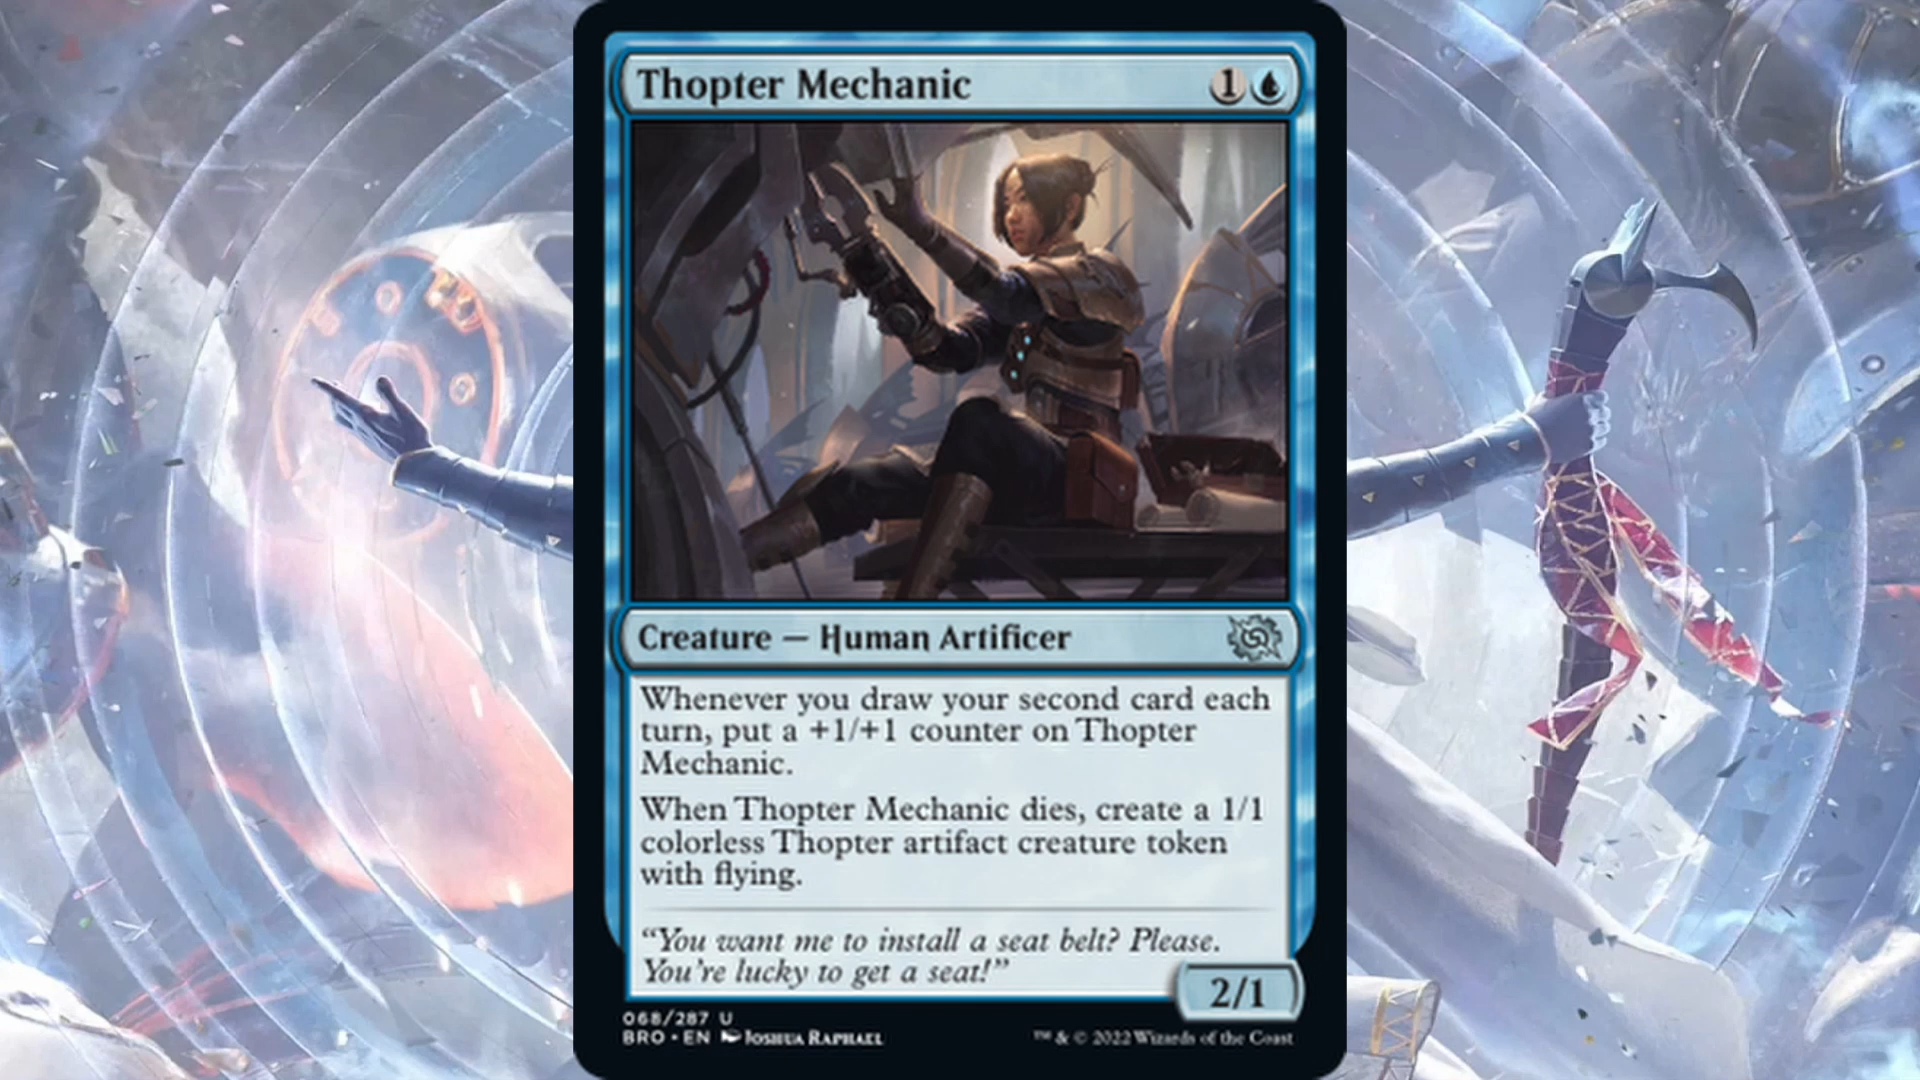 Thopter Mechanic 1
Creature — Human Artificer
Whenever you draw your second card each
turn, put a +1/+1 counter on Thopter
Mechanic.
When Thopter Mechanic dies, create a 1/1
colorless Thopter artifact creature token
with flying.
“You want me to install a seat belt? Please.
You’re lucky to get a seat!”
2/1
068/287 U
BRO • EN Joshua Raphael
™ & © 2022 Wizards of the Coast